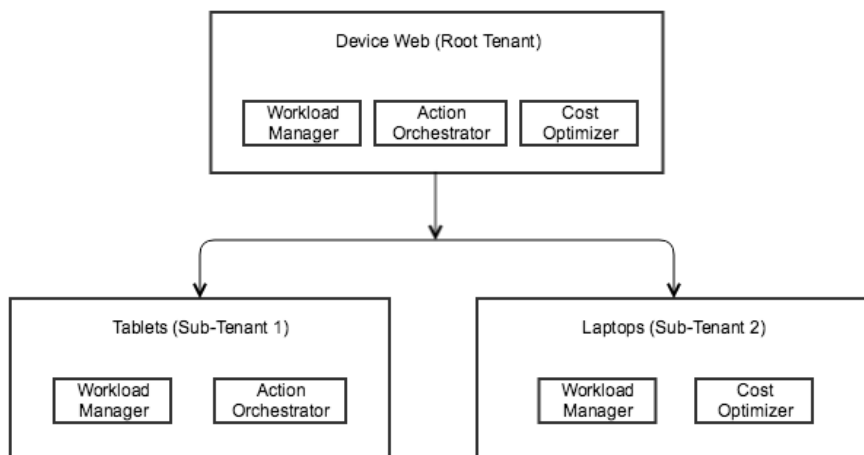 Device Web (Root Tenant)
Workload
Manager
Action
Orchestrator
Cost
Optimizer
Tablets (Sub-Tenant 1)
Workload
Manager
Action
Orchestrator
Laptops (Sub-Tenant 2)
Workload
Manager
Cost
Optimizer